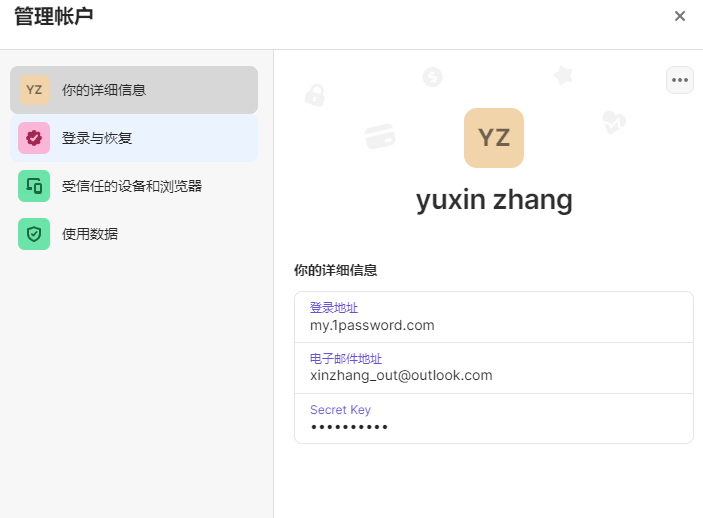 管理帐户
YZ 你的详细信息
登录与恢复
受信任的设备和浏览器
使用数据
YZ
yuxin zhang
你的详细信息
登录地址
my.1password.com
电子邮件地址
xinzhang_out@outlook.com
Secret Key
••••••••••